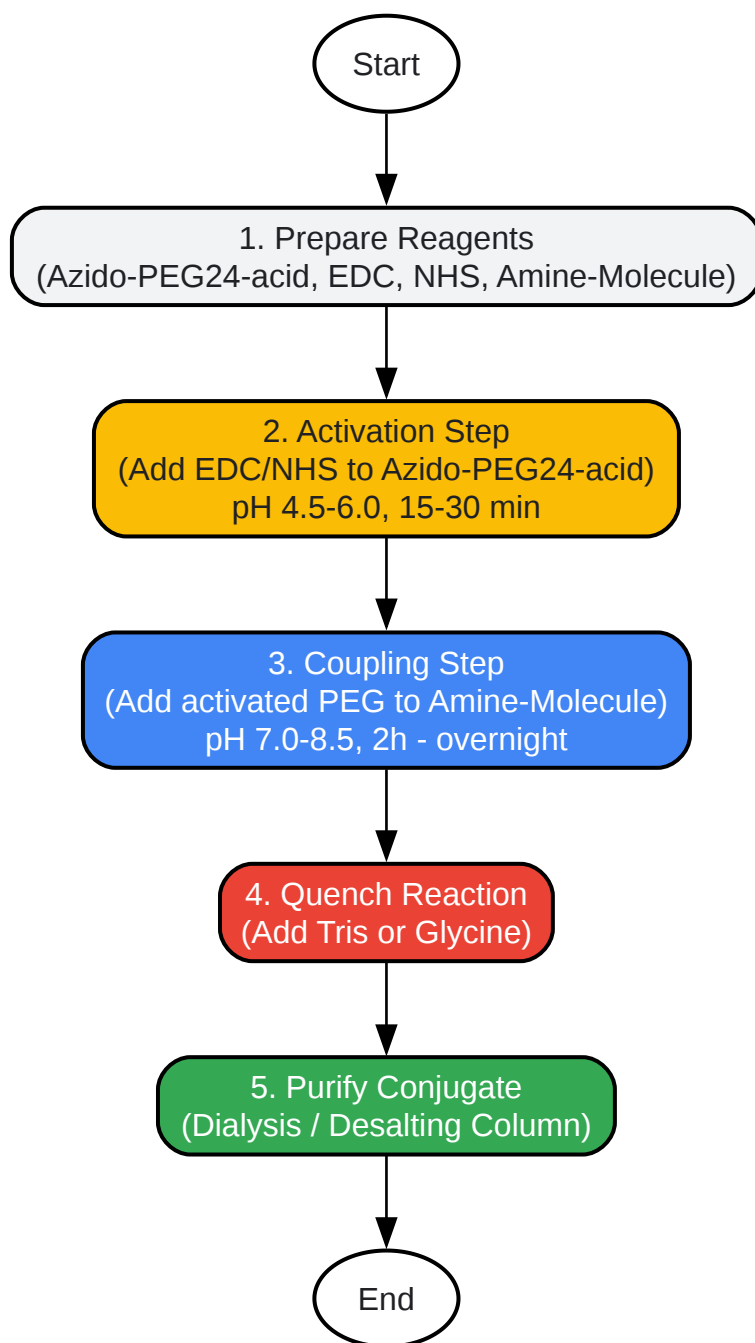 Start
1. Prepare Reagents
(Azido-PEG24-acid, EDC, NHS, Amine-Molecule)
2. Activation Step
(Add EDC/NHS to Azido-PEG24-acid)
pH 4.5-6.0, 15-30 min
3. Coupling Step
(Add activated PEG to Amine-Molecule)
pH 7.0-8.5, 2h - overnight
4. Quench Reaction
(Add Tris or Glycine)
5. Purify Conjugate
(Dialysis / Desalting Column)
End